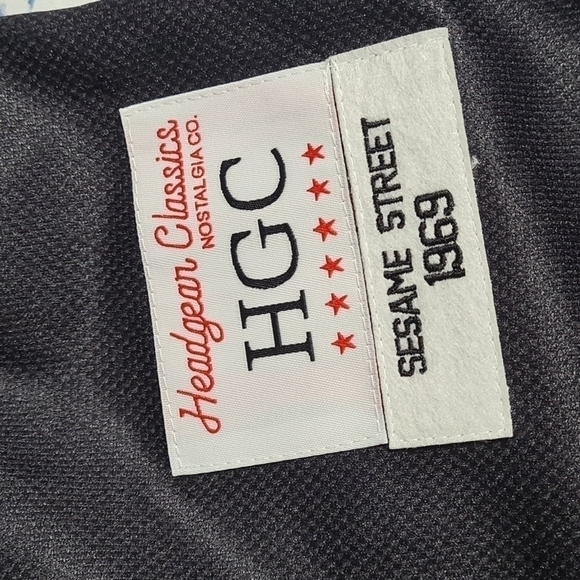 Headgear Classics
NOSTALGIA CO.
HGC
SESAME STREET
1969